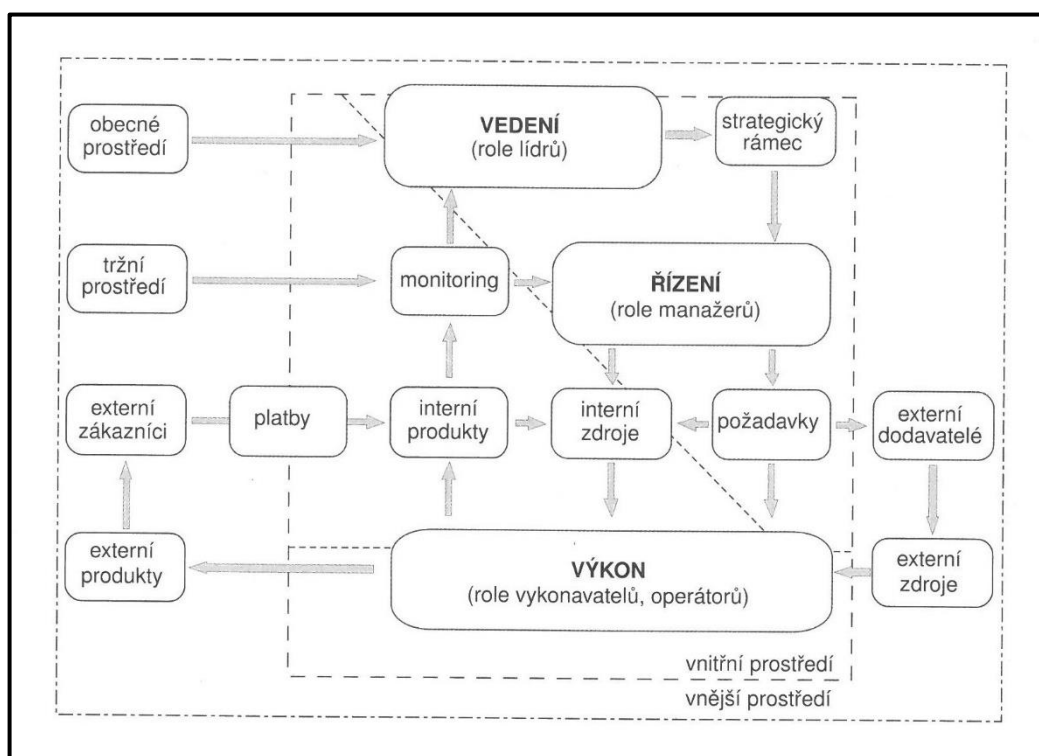 obecné
prostředí
VEDENÍ
(role lídrů)
strategický
rámec
tržní
prostředí
monitoring
ŘÍZENÍ
(role manažerů)
externí
zákazníci
platby
interní
produkty
interní
zdroje
požadavky
externí
dodavatelé
externí
produkty
VÝKON
(role vykonavatelů, operátorů)
externí
zdroje
vnitřní prostředí
vnější prostředí